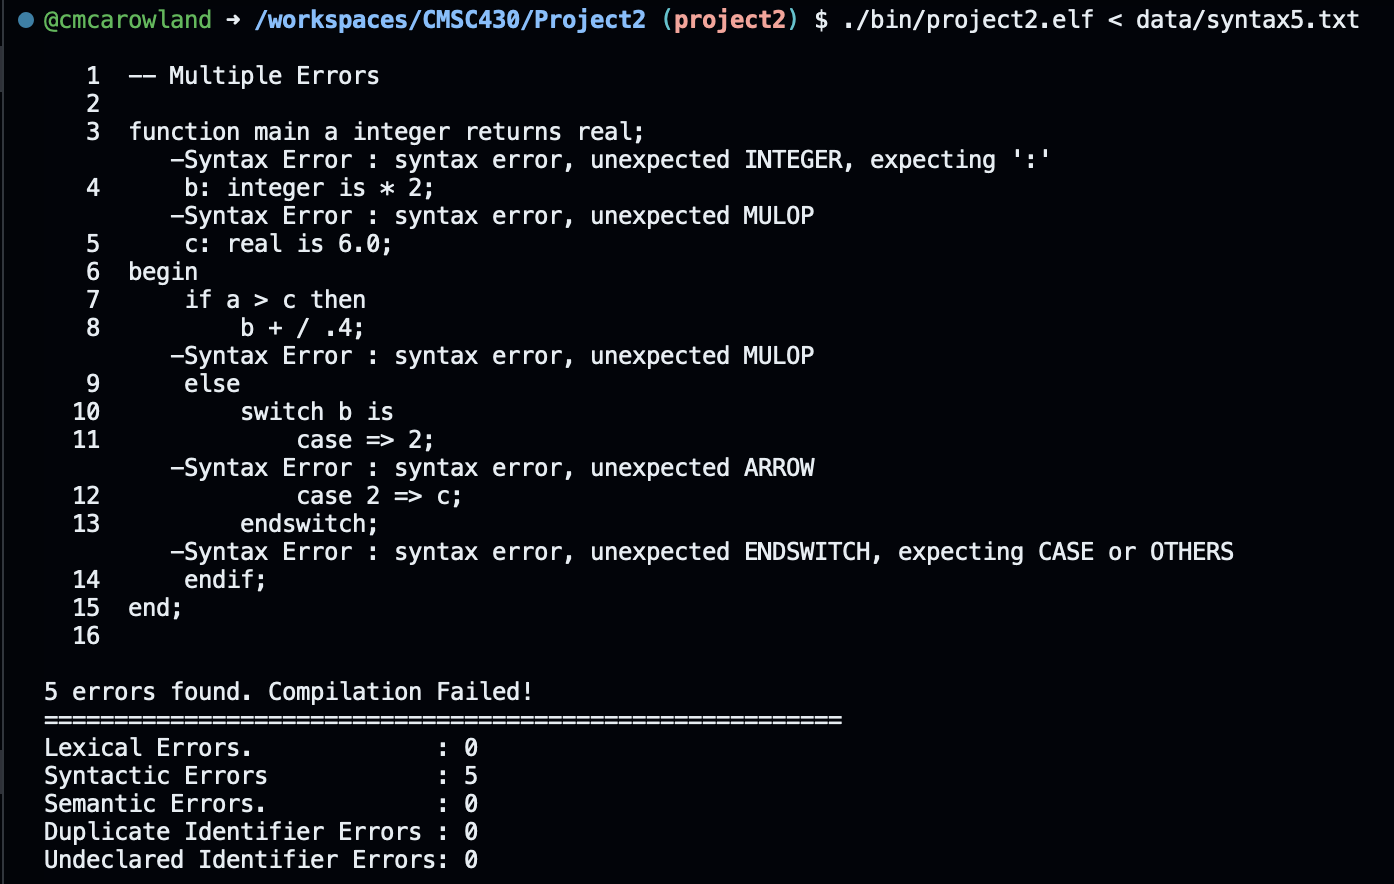 @cmcarowland → /workspaces/CMSC430/Project2 (project2) $ ./bin/project2.elf < data/syntax5.txt
1 -- Multiple Errors
2
3 function main a integer returns real;
-Syntax Error : syntax error, unexpected INTEGER, expecting ':'
4 b: integer is * 2;
-Syntax Error : syntax error, unexpected MULOP
5 c: real is 6.0;
6 begin
7 if a > c then
8 b + / .4;
-Syntax Error : syntax error, unexpected MULOP
9 else
10 switch b is
11 case => 2;
-Syntax Error : syntax error, unexpected ARROW
12 case 2 => c;
13 endswitch;
-Syntax Error : syntax error, unexpected ENDSWITCH, expecting CASE or OTHERS
14 endif;
15 end;
16
5 errors found. Compilation Failed!
=========================================================
Lexical Errors. : 0
Syntactic Errors : 5
Semantic Errors. : 0
Duplicate Identifier Errors : 0
Undeclared Identifier Errors: 0